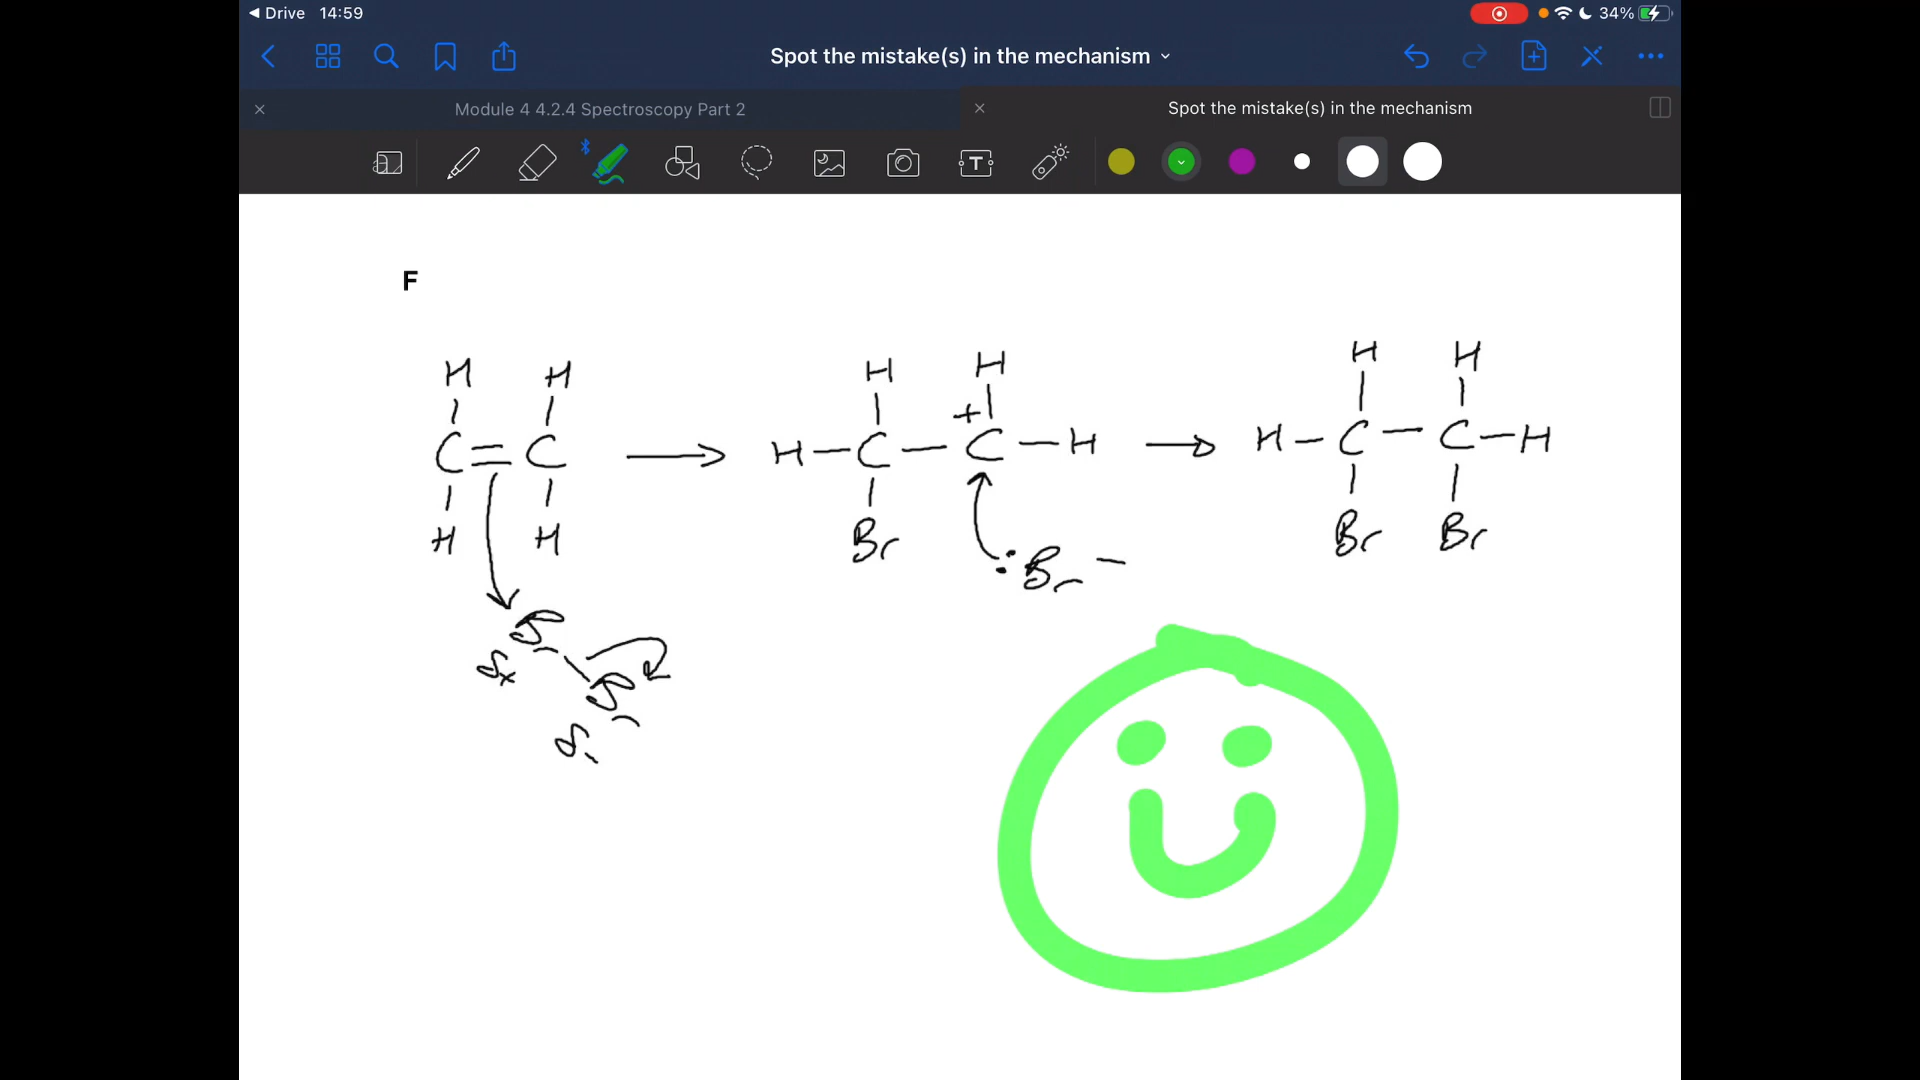 Drive 14:59 34%
Spot the mistake(s) in the mechanism
Module 4 4.2.4 Spectroscopy Part 2 Spot the mistake(s) in the mechanism
T
F
H H H H H H
+
C=C H-C-C-H H-C-C-H
H H Br :Br - Br Br
Br
δ+
Br
δ-